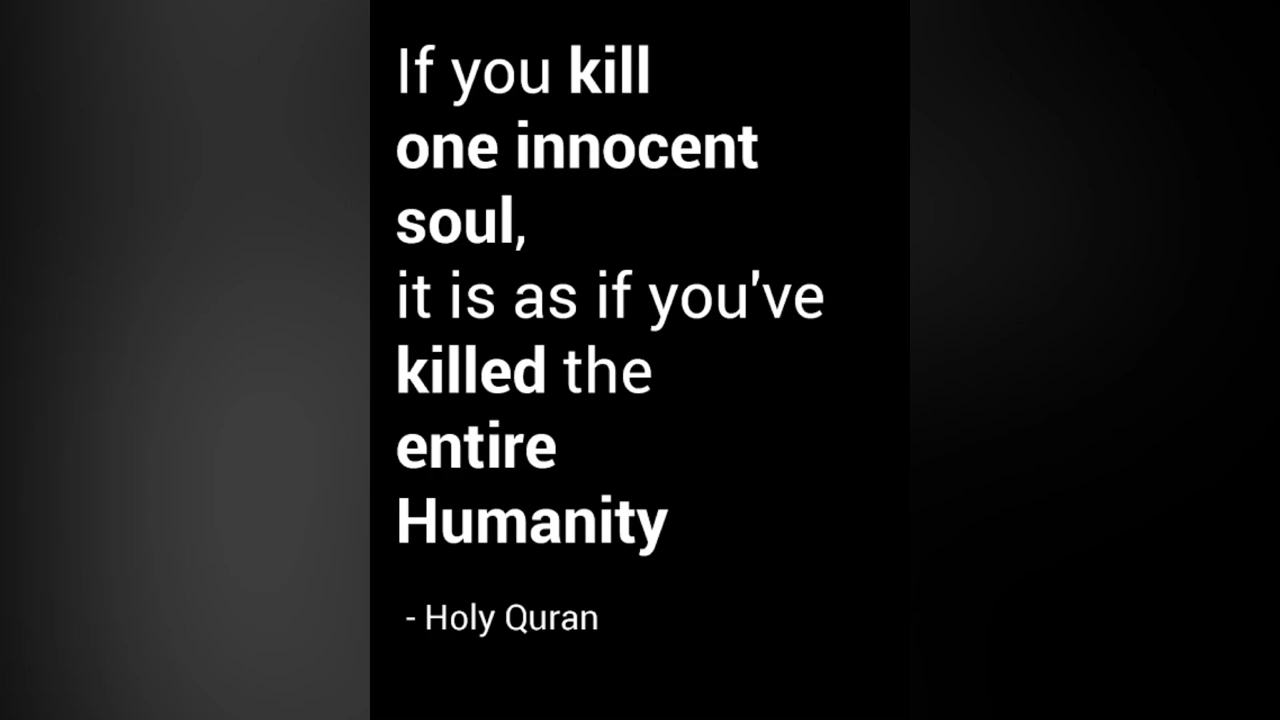 If you kill
one innocent
soul,
it is as if you've
killed the
entire
Humanity
- Holy Quran